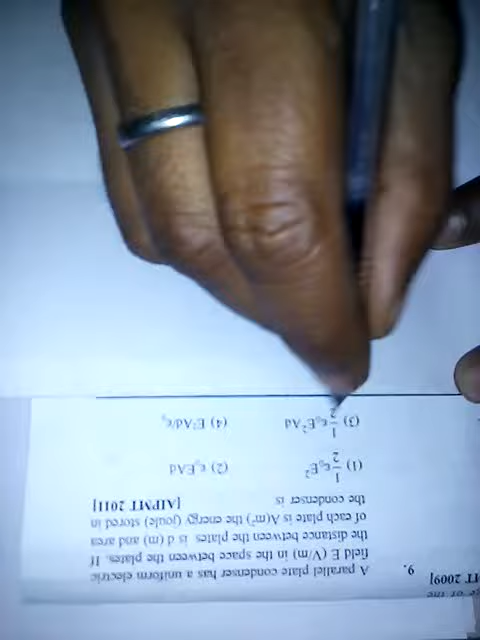 MT 2009]
9. A parallel plate condenser has a uniform electric
field E (V/m) in the space between the plates. If
the distance between the plates is d (m) and area
of each plate is A(m²) the energy (joule) stored in
the condenser is [AIPMT 2011]
(1) 1/2 ε₀E² (2) ε₀EAd
(3) 1/2 ε₀E²Ad (4) E²Ad/ε₀